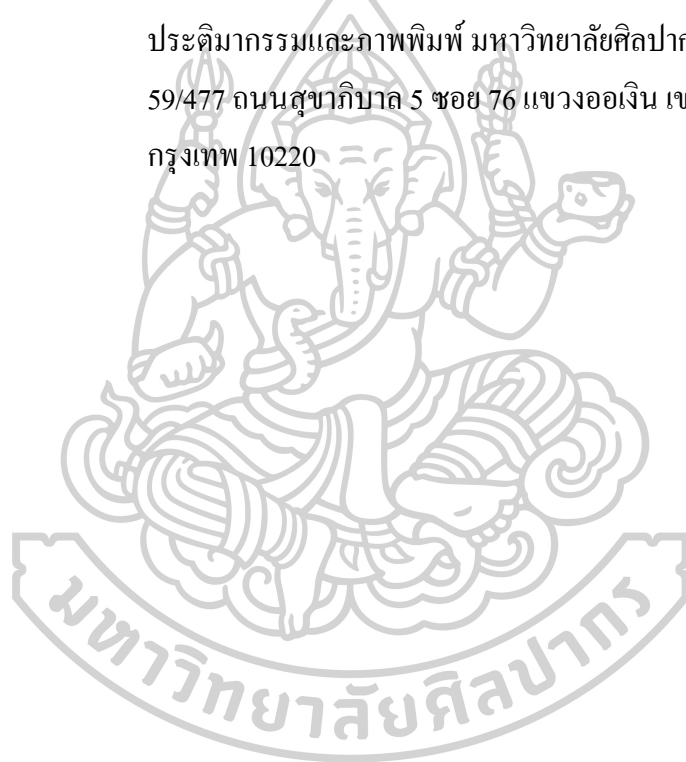 ประติมากรรมและภาพพิมพ์ มหาวิทยาลัยศิลปา
59/477 ถนนสุขาภิบาล 5 ซอย 76 แขวงออเงิน
กรุงเทพ 10220
มหาวิทยาลัยศิลปากร